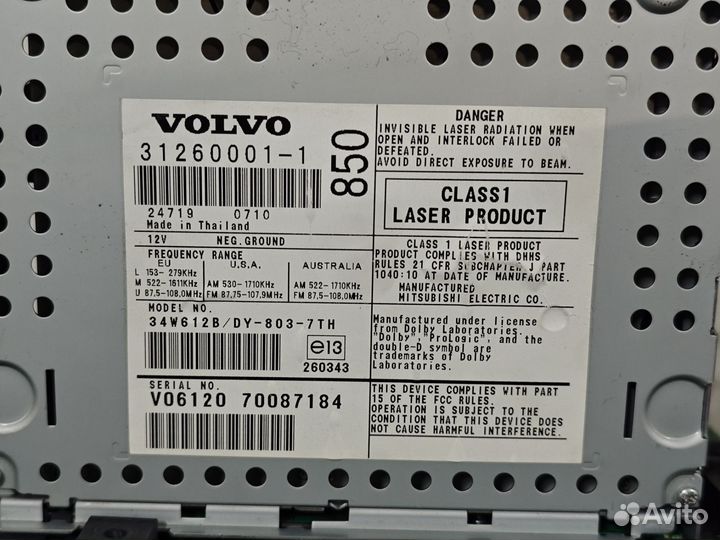 VOLVO
31260001-1
850
24719 0710
Made in Thailand
12V NEG.GROUND
FREQUENCY RANGE
EU U.S.A. AUSTRALIA
L 153- 279KHz
M 522- 1611KHz AM 530-1710KHz AM 522-1710KHz
U 87,5-108,0MHz FM 87,75-107,9MHz FM 87,5-108,0MHz
MODEL NO.
34W612B/DY-803-7TH
e13
260343
SERIAL NO.
V06120 70087184
DANGER
INVISIBLE LASER RADIATION WHEN
OPEN AND INTERLOCK FAILED OR
DEFEATED.
AVOID DIRECT EXPOSURE TO BEAM.
CLASS1
LASER PRODUCT
CLASS 1 LASER PRODUCT
PRODUCT COMPLIES WITH DHHS
RULES 21 CFR SUBCHAPTER J PART
1040:10 AT DATE OF MANUFACTURE.
MANUFACTURED
MITSUBISHI ELECTRIC CO.
Manufactured under license
from Dolby Laboratories.
"Dolby","ProLogic", and the
double-D symbol are
trademarks of Dolby
Laboratories.
THIS DEVICE COMPLIES WITH PART
15 OF THE FCC RULES.
OPERATION IS SUBJECT TO THE
CONDITION THAT THIS DEVICE DOES
NOT CAUSE HARMFUL INTERFERENCE.
Avito